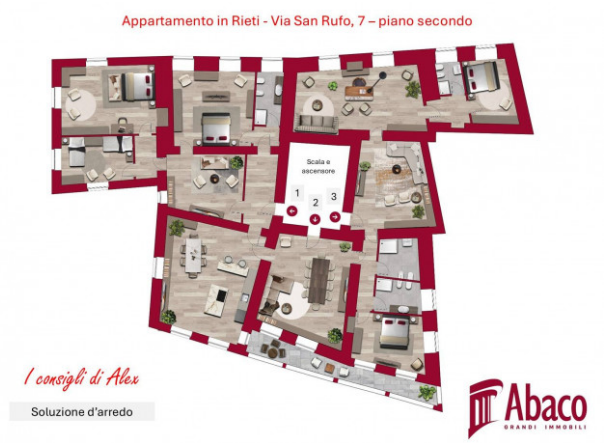 Appartamento in Rieti - Via San Rufo, 7 – piano secondo
Scala e
ascensore
1
2
3
I consigli di Alex
Soluzione d'arredo
Abaco
GRANDI IMMOBILI